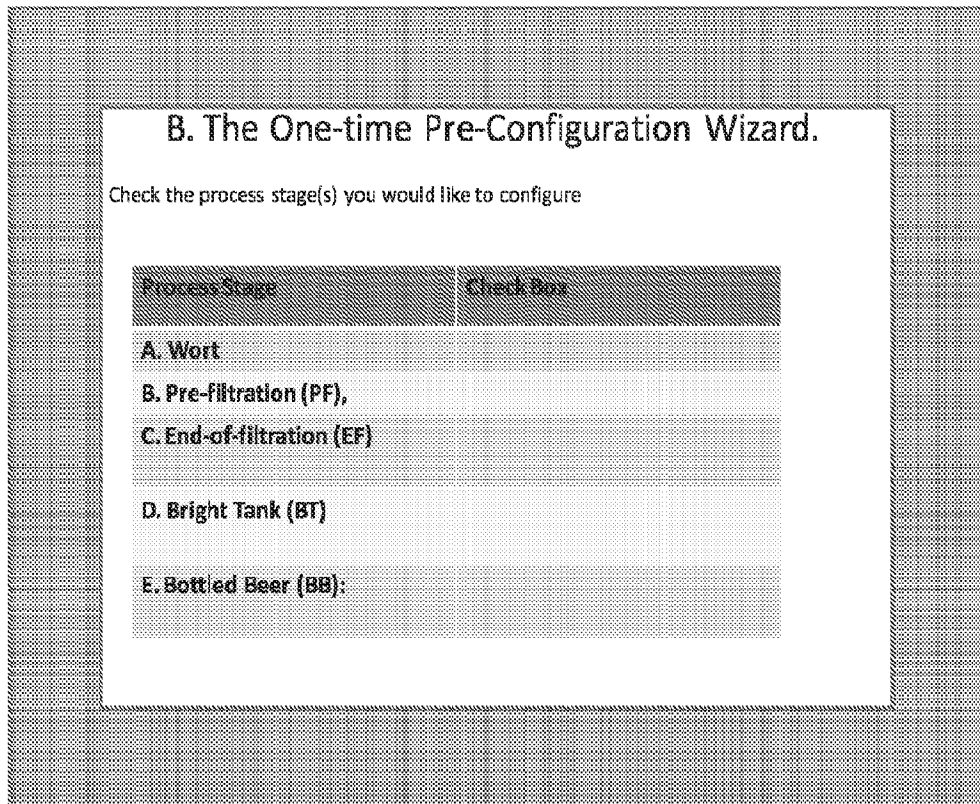 B. The One-time Pre-Configuration Wizard.
Check the process stage(s) you would like to configure
Process Stage Check Box
A. Wort
B. Pre-filtration (PF),
C. End-of-filtration (EF)
D. Bright Tank (BT)
E. Bottled Beer (BB):